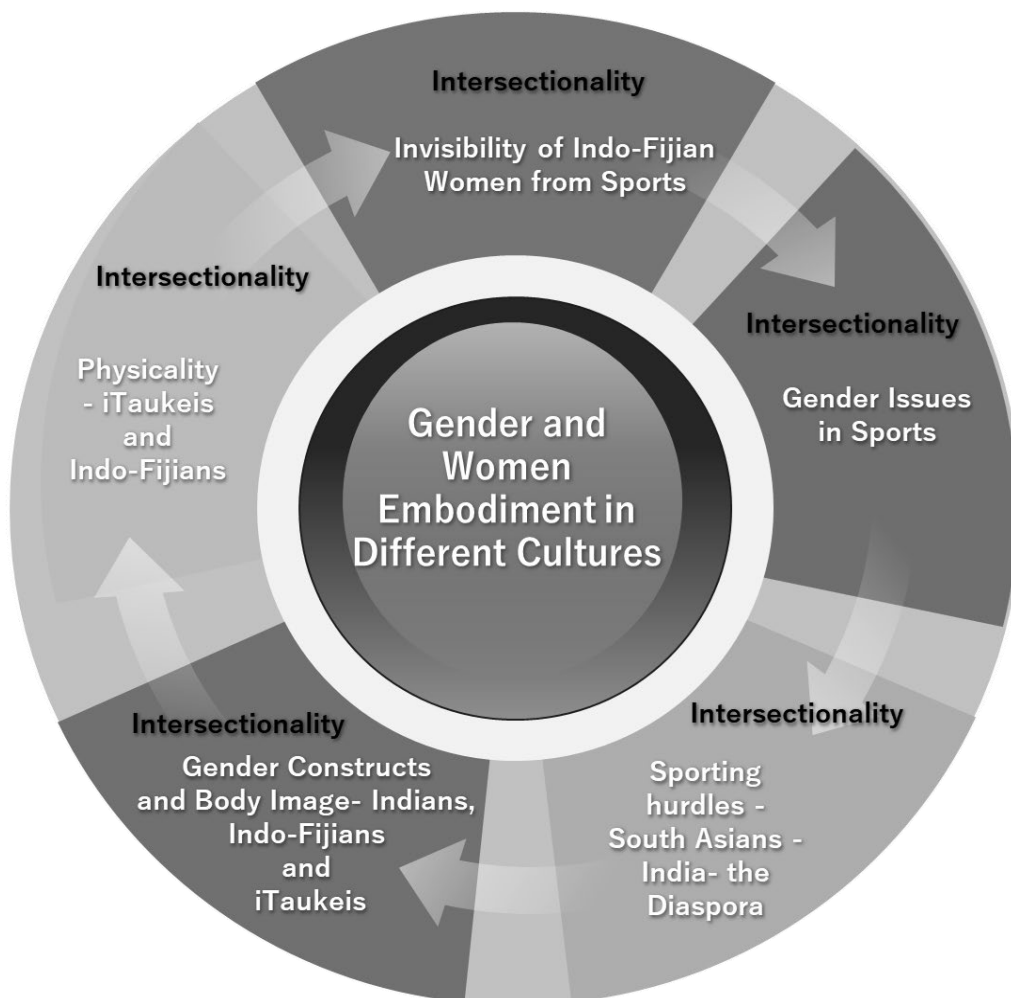 Intersectionality
Invisibility of Indo-Fijian
Women from Sports
Intersectionality
Gender Issues
in Sports
Intersectionality
Sporting
hurdles -
South Asians -
India- the
Diaspora
Intersectionality
Gender Constructs
and Body Image- Indians,
Indo-Fijians
and
iTaukeis
Intersectionality
Physicality
- iTaukeis
and
Indo-Fijians
Gender and
Women
Embodiment in
Different Cultures